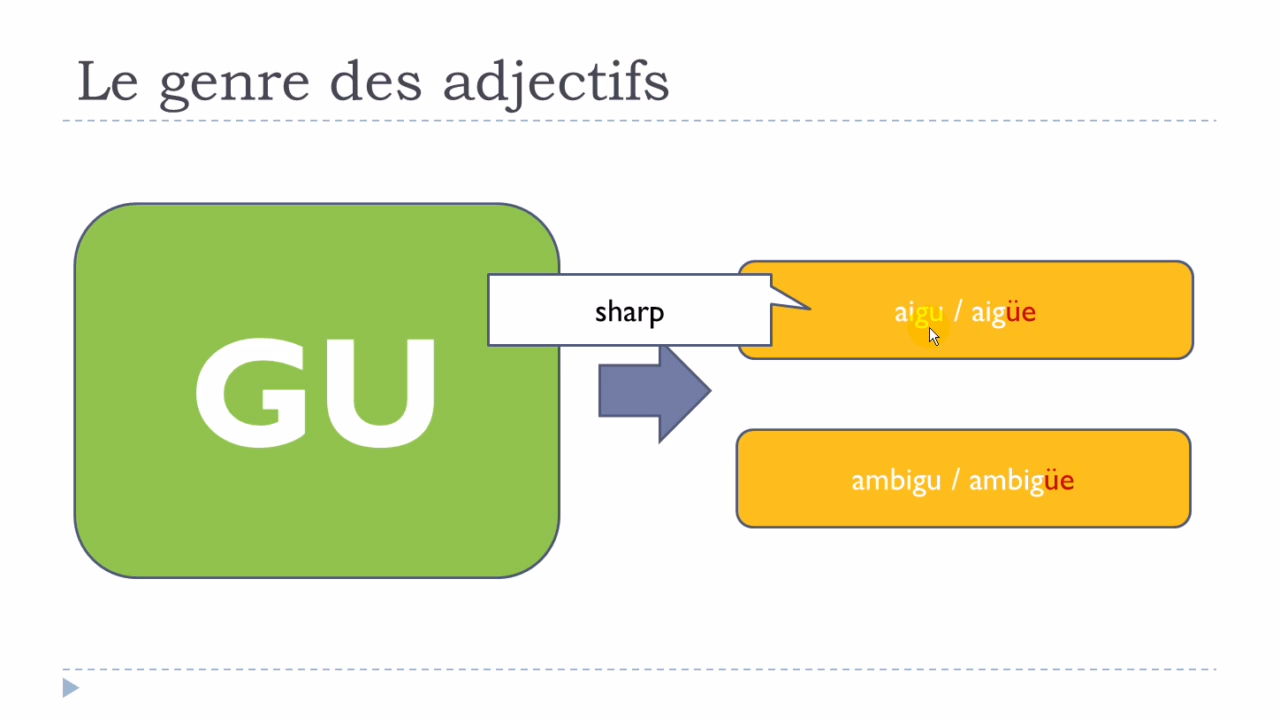 Le genre des adjectifs
GU
sharp
aigu / aigüe
ambigu / ambigüe